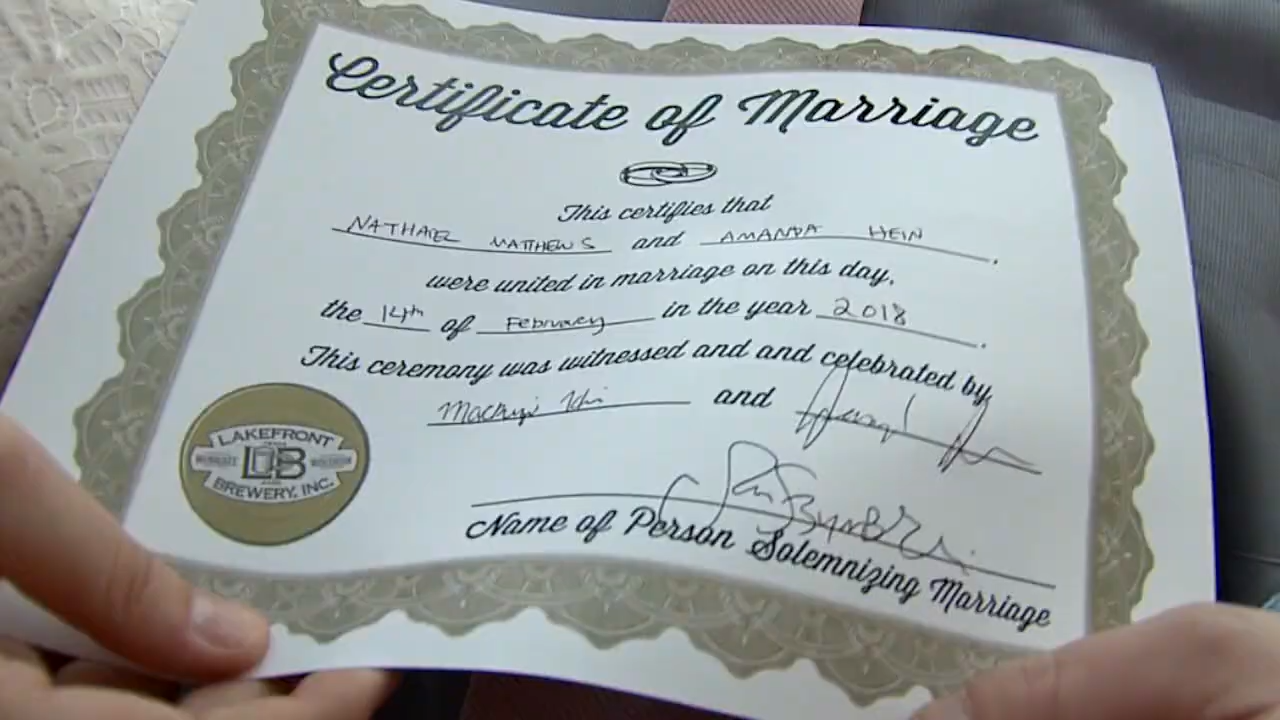 Certificate of Marriage
This certifies that
NATHAEL MATTHEWS and AMANDA HEIN.
were united in marriage on this day,
the 14th of February in the year 2018.
This ceremony was witnessed and and celebrated by,
and
Name of Person Solemnizing Marriage
LAKEFRONT
LB
BREWERY, INC.